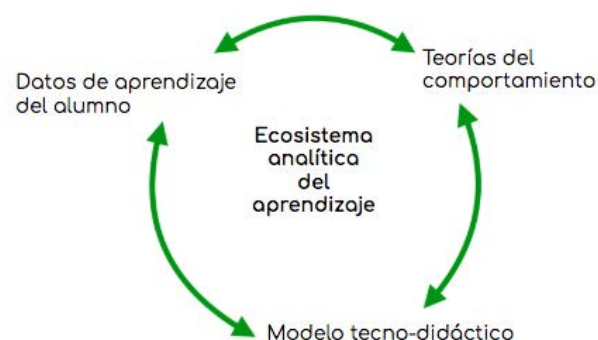 Datos de aprendizaje
del alumno
Teorías del
comportamiento
Ecosistema
analítica
del
aprendizaje
Modelo tecno-didáctico